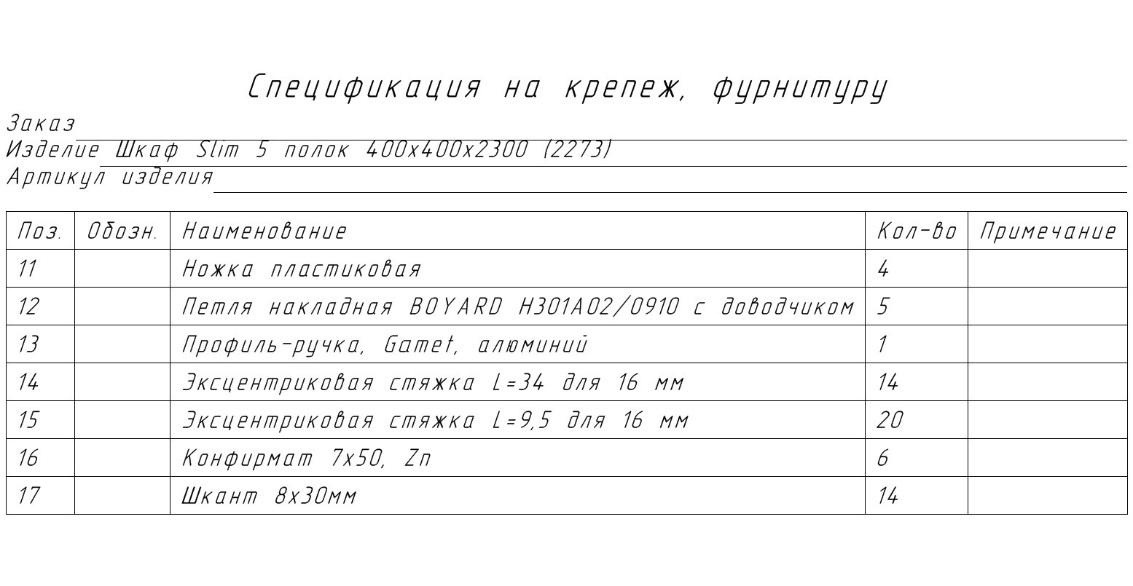 Спецификация на крепеж, фурнитуру
Заказ
Изделие Шкаф Slim 5 полок 400х400х2300 (2273)
Артикул изделия
Поз. Обозн. Наименование Кол-во Примечание
11 Ножка пластиковая 4
12 Петля накладная BOYARD H301A02/0910 с доводчиком 5
13 Профиль-ручка, Gamet, алюминий 1
14 Эксцентриковая стяжка L=34 для 16 мм 14
15 Эксцентриковая стяжка L=9,5 для 16 мм 20
16 Конфирмат 7х50, Zn 6
17 Шкант 8х30мм 14